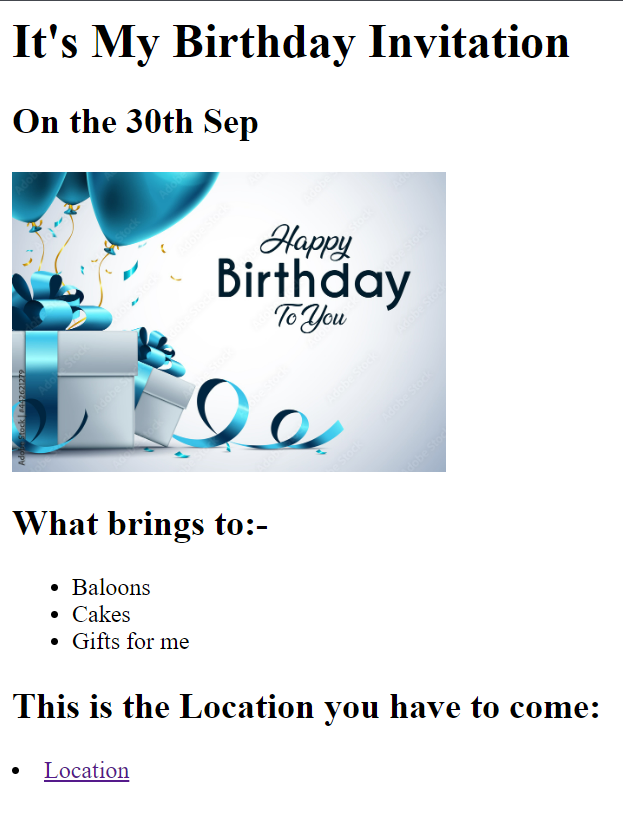 It's My Birthday Invitation
On the 30th Sep
Happy
Birthday
To You
Adobe Stock | #447621279
What brings to:-
Baloons
Cakes
Gifts for me
This is the Location you have to come:
Location